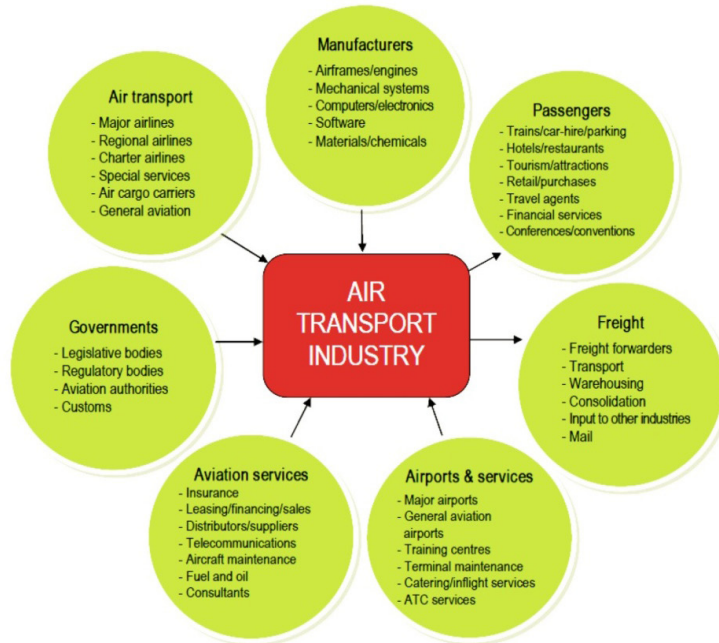 Manufacturers
- Airframes/engines
- Mechanical systems
- Computers/electronics
- Software
- Materials/chemicals
Air transport
- Major airlines
- Regional airlines
- Charter airlines
- Special services
- Air cargo carriers
- General aviation
Passengers
- Trains/car-hire/parking
- Hotels/restaurants
- Tourism/attractions
- Retail/purchases
- Travel agents
- Financial services
- Conferences/conventions
AIR
TRANSPORT
INDUSTRY
Governments
- Legislative bodies
- Regulatory bodies
- Aviation authorities
- Customs
Freight
- Freight forwarders
- Transport
- Warehousing
- Consolidation
- Input to other industries
- Mail
Aviation services
- Insurance
- Leasing/financing/sales
- Distributors/suppliers
- Telecommunications
- Aircraft maintenance
- Fuel and oil
- Consultants
Airports & services
- Major airports
- General aviation
airports
- Training centres
- Terminal maintenance
- Catering/inflight services
- ATC services